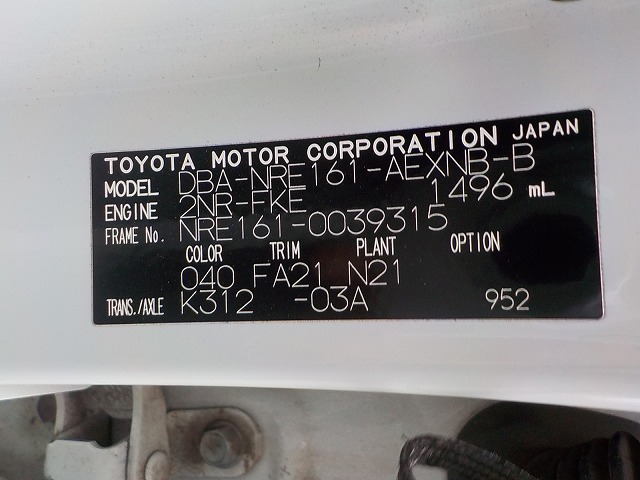 TOYOTA MOTOR CORPORATION JAPAN
MODEL DBA-NRE161-AEXNB-B
ENGINE 2NR-FKE 1496 mL
FRAME No. NRE161-0039315
COLOR TRIM PLANT OPTION
040 FA21 N21
TRANS./AXLE K312 -03A 952